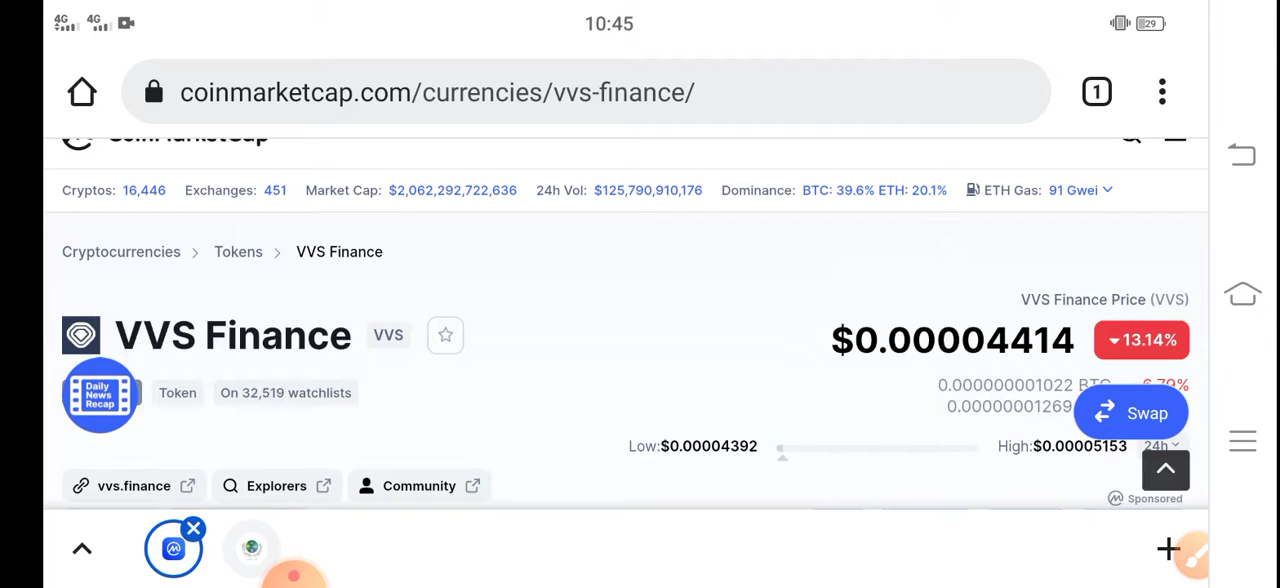 4G 4G 10:45 29
coinmarketcap.com/currencies/vvs-finance/ 1
CoinMarketCap
Cryptos: 16,446 Exchanges: 451 Market Cap: $2,062,292,722,636 24h Vol: $125,790,910,176 Dominance: BTC: 39.6% ETH: 20.1% ETH Gas: 91 Gwei
Cryptocurrencies > Tokens > VVS Finance
VVS Finance Price (VVS)
VVS Finance VVS $0.00004414 13.14%
Daily News Recap
Token On 32,519 watchlists
0.000000001022 BTC 6.79%
0.00000001269
Swap
Low:$0.00004392 High:$0.00005153 24h
vvs.finance Explorers Community
Sponsored